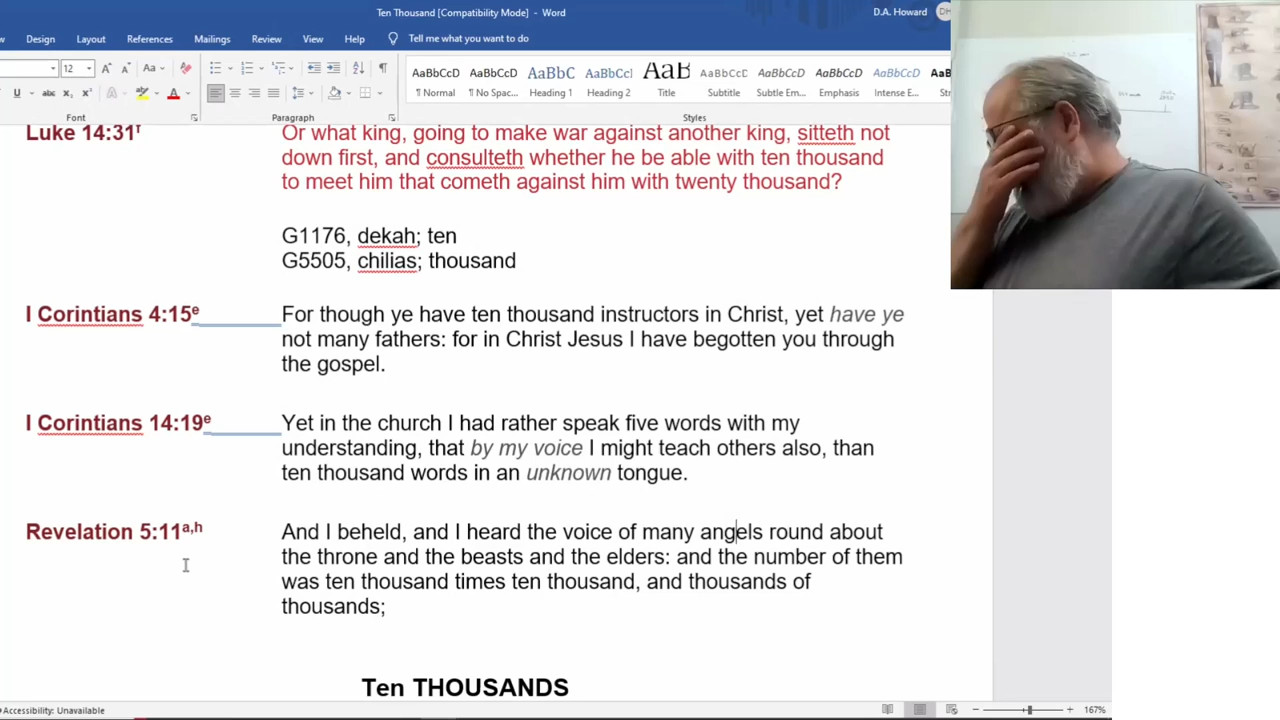 Ten Thousand [Compatibility Mode] - Word
D.A. Howard
DH
Design Layout References Mailings Review View Help Tell me what you want to do
12 Aa
AaBbCcD AaBbCcD AaBbC AaBbCcl AaB AaBbCcD AaBbCcD AaBbCcD AaBbCcD
¶ Normal ¶ No Spac... Heading 1 Heading 2 Title Subtitle Subtle Em... Emphasis Intense E...
Font Paragraph Styles
Luke 14:31f Or what king, going to make war against another king, sitteth not
down first, and consulteth whether he be able with ten thousand
to meet him that cometh against him with twenty thousand?
G1176, dekah; ten
G5505, chilias; thousand
I Corintians 4:15e For though ye have ten thousand instructors in Christ, yet have ye
not many fathers: for in Christ Jesus I have begotten you through
the gospel.
I Corintians 14:19e Yet in the church I had rather speak five words with my
understanding, that by my voice I might teach others also, than
ten thousand words in an unknown tongue.
Revelation 5:11a,h And I beheld, and I heard the voice of many angels round about
the throne and the beasts and the elders: and the number of them
was ten thousand times ten thousand, and thousands of
thousands;
Ten THOUSANDS
Accessibility: Unavailable
167%